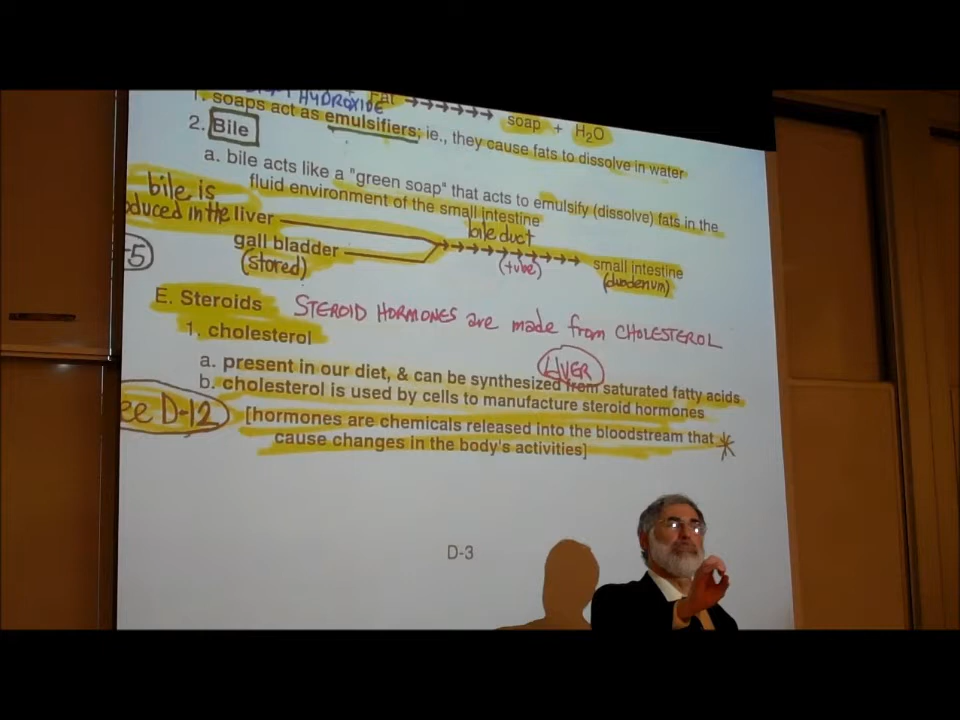 HYDROXIDE Fat →→→→→→→ soap + H₂O
1. soaps act as emulsifiers; ie., they cause fats to dissolve in water
2. Bile
a. bile acts like a "green soap" that acts to emulsify (dissolve) fats in the
fluid environment of the small intestine
bile is
in the liver
bile duct
gall bladder →→→→→→→→→→ small intestine
(stored) (tube) (duodenum)
5
E. Steroids STEROID HORMONES are made from CHOLESTEROL
1. cholesterol
LIVER
a. present in our diet, & can be synthesized from saturated fatty acids
b. cholesterol is used by cells to manufacture steroid hormones
ee D-12 [hormones are chemicals released into the bloodstream that *
cause changes in the body's activities]
D-3